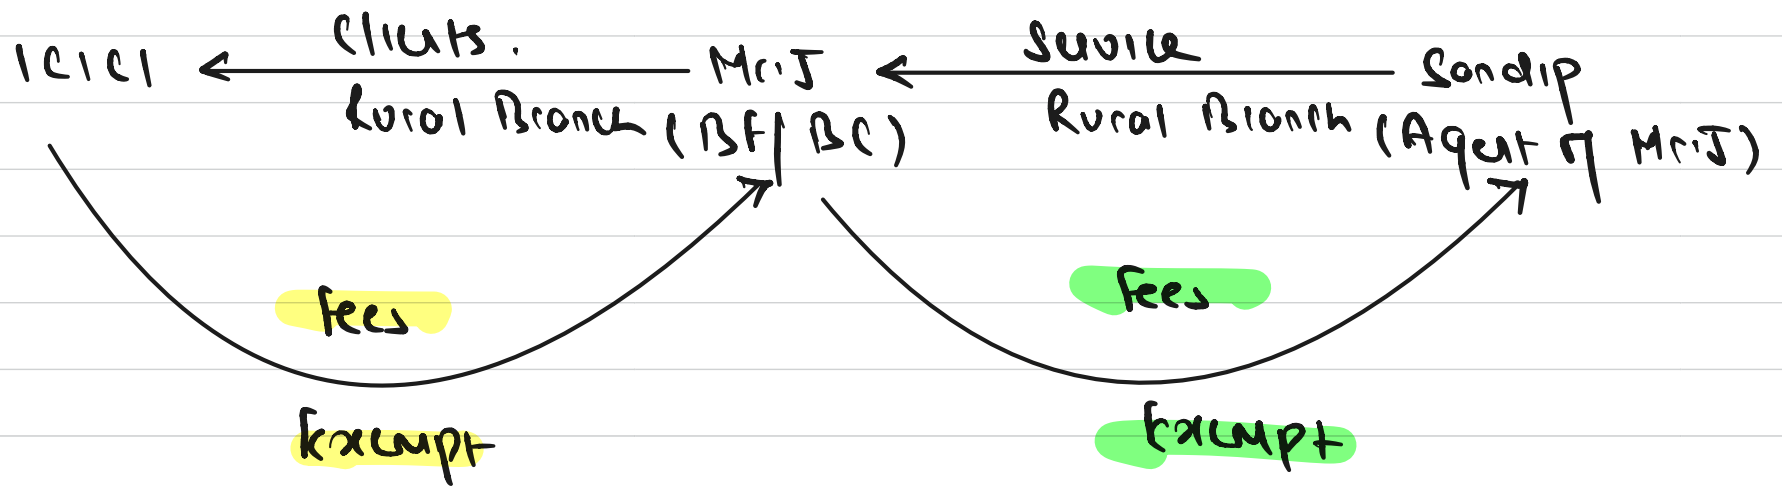 ICICI Clients. Mr. J Service Sandip
Rural Branch (BF/BC) Rural Branch (Agent of Mr. J)
Fees Fees
Exempt Exempt